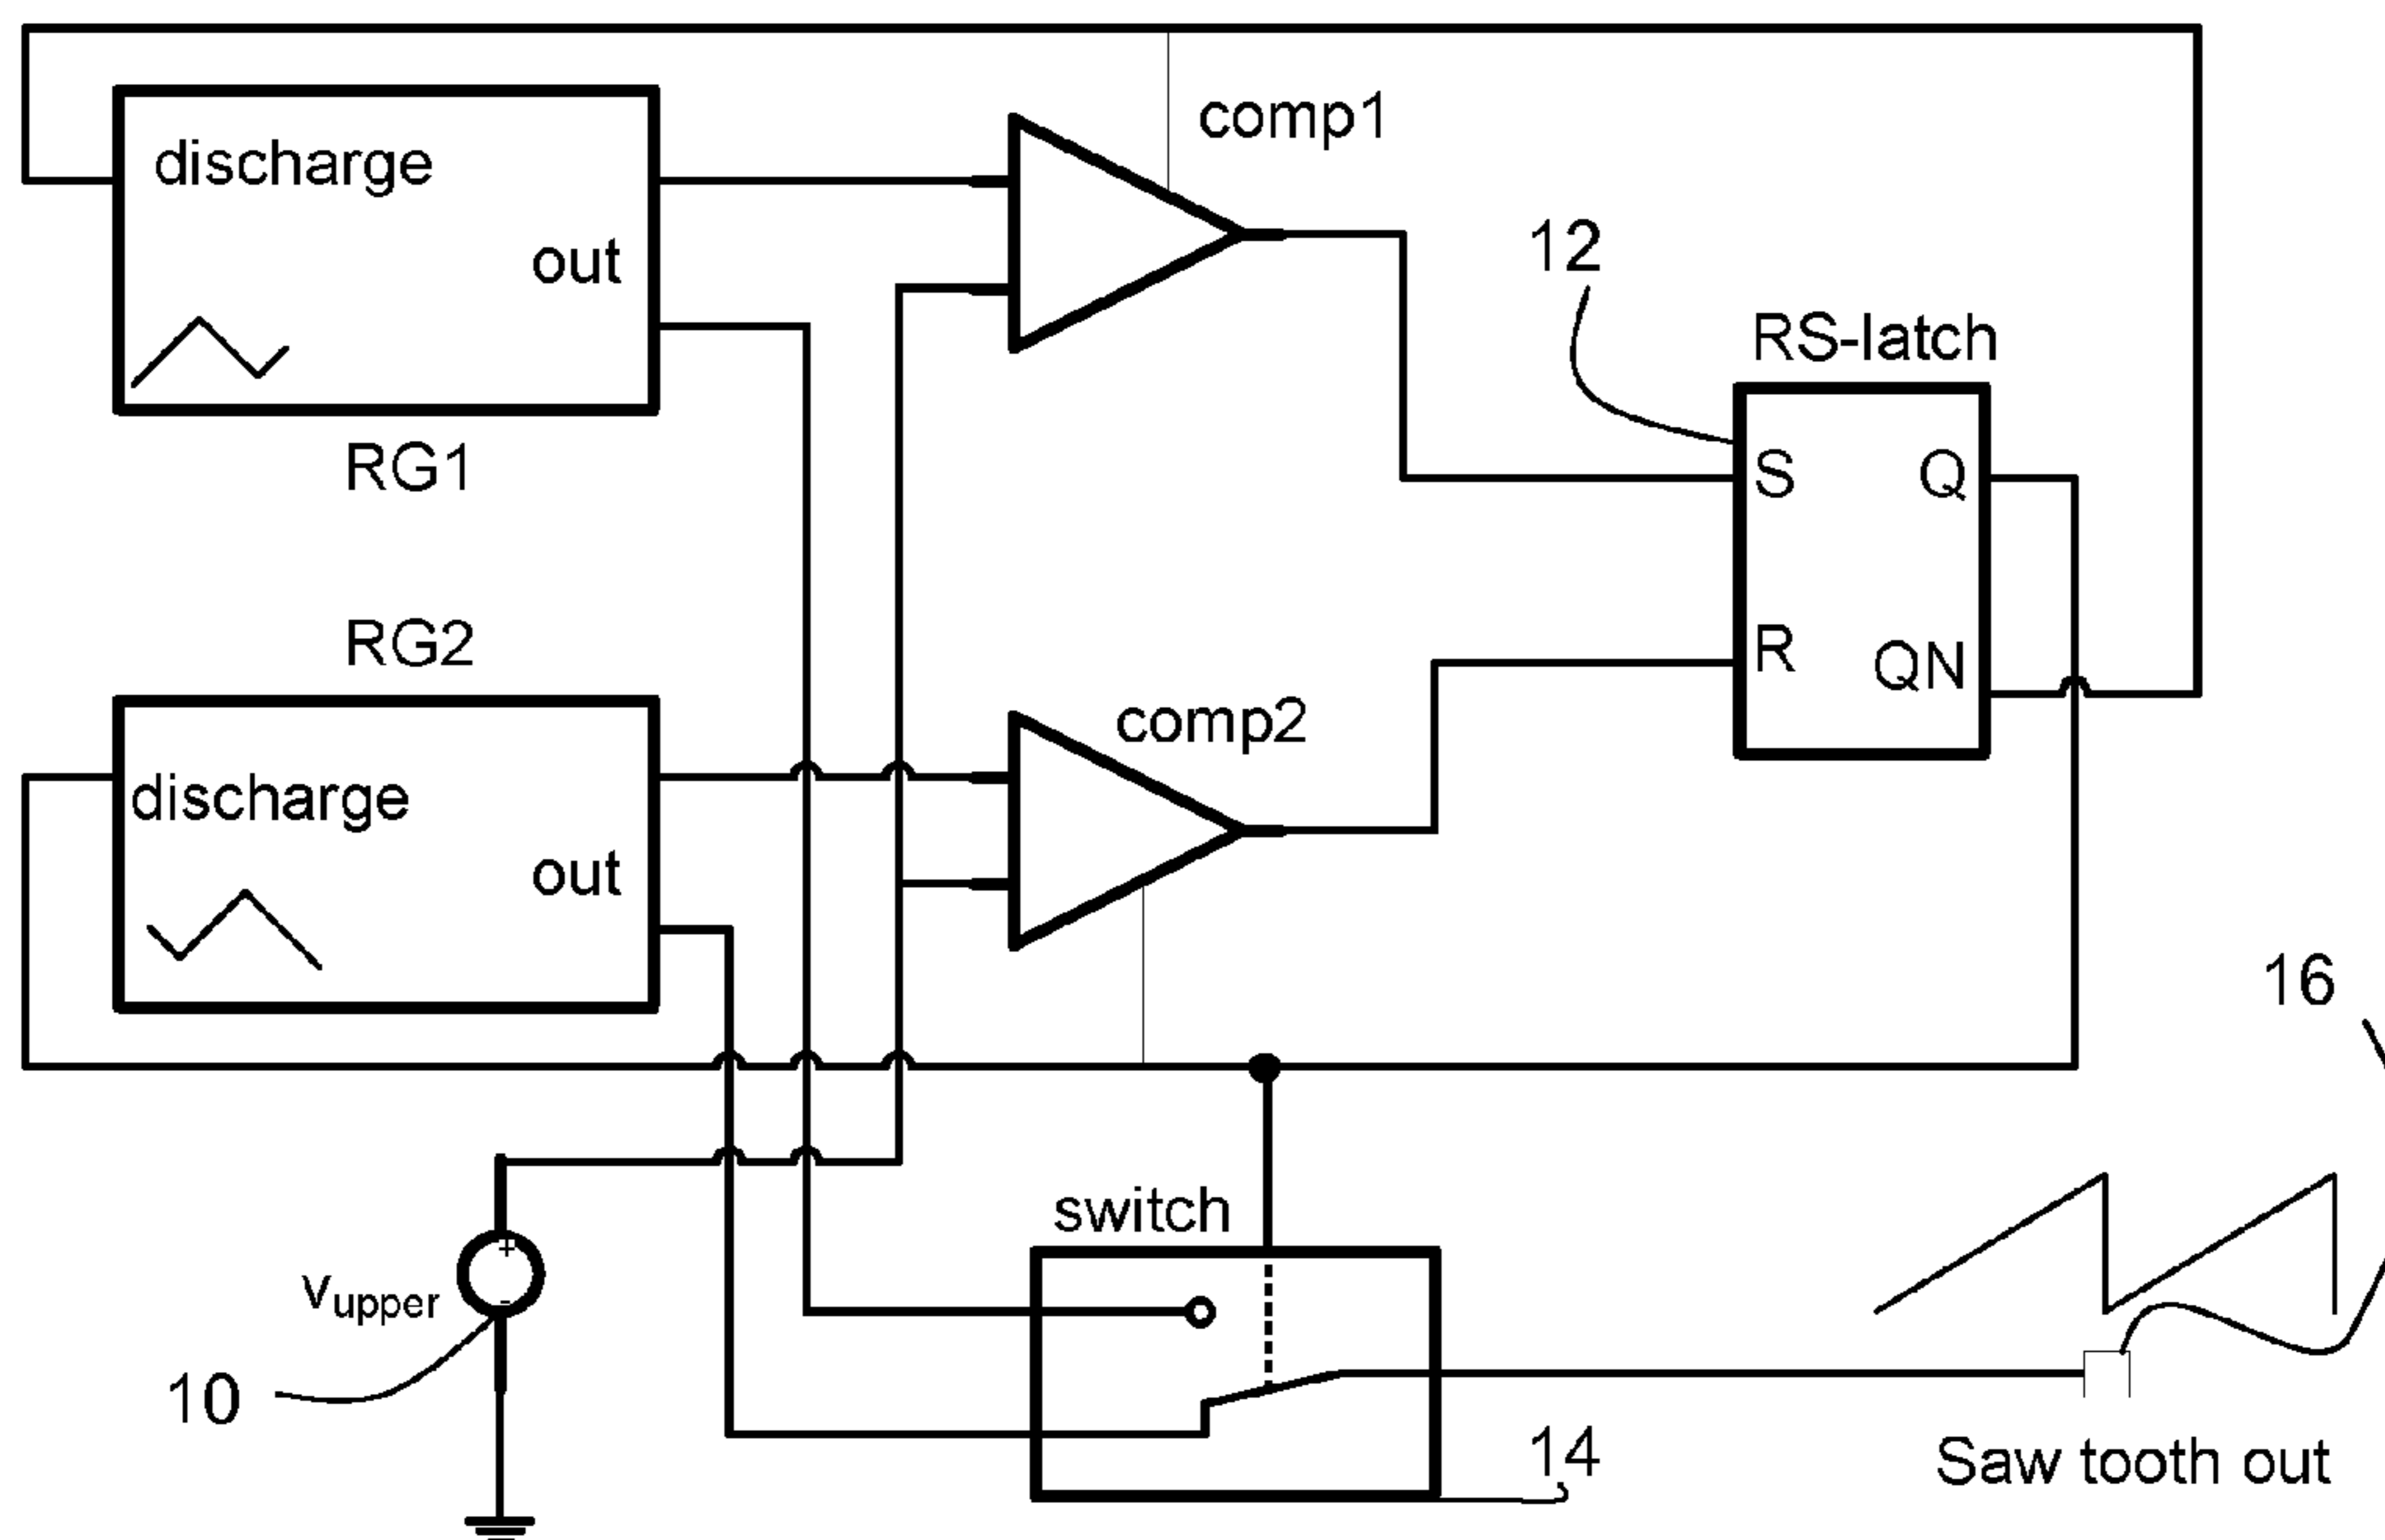 comp1
discharge
out
12
RS-latch
RG1
S
Q
RG2
R
QN
comp2
discharge
out
16
switch
+
-
vupper
10
14
Saw tooth out